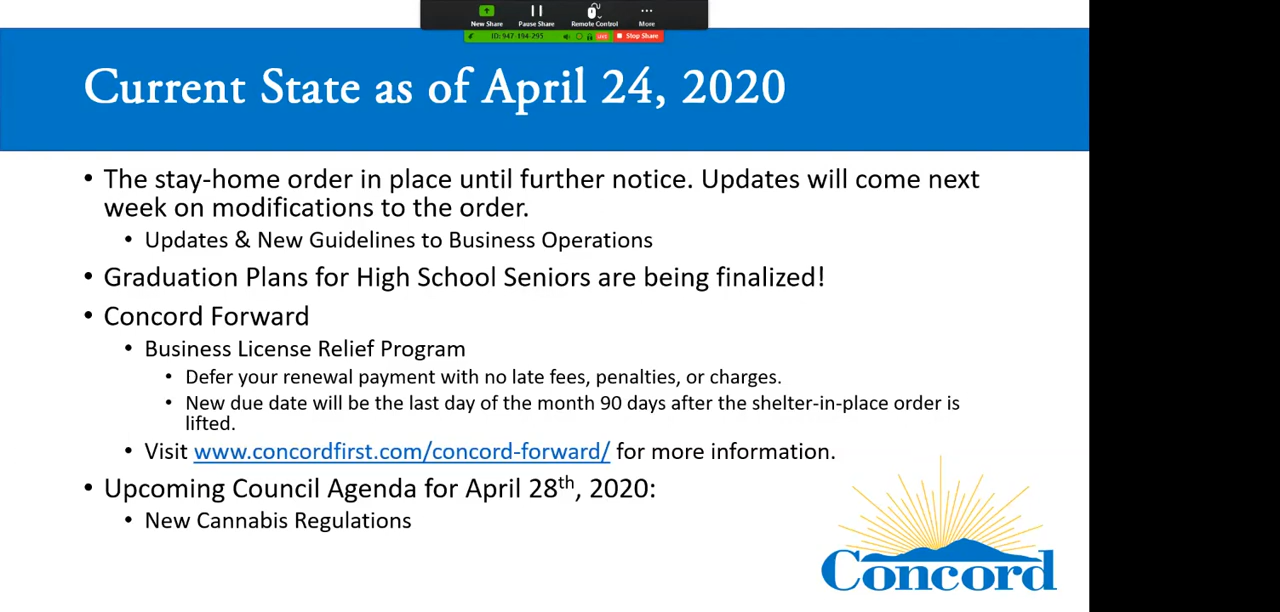 New Share Pause Share Remote Control More
ID: 947-194-295 LIVE Stop Share
Current State as of April 24, 2020
• The stay-home order in place until further notice. Updates will come next
week on modifications to the order.
• Updates & New Guidelines to Business Operations
• Graduation Plans for High School Seniors are being finalized!
• Concord Forward
• Business License Relief Program
• Defer your renewal payment with no late fees, penalties, or charges.
• New due date will be the last day of the month 90 days after the shelter-in-place order is
lifted.
• Visit www.concordfirst.com/concord-forward/ for more information.
• Upcoming Council Agenda for April 28th, 2020:
• New Cannabis Regulations
Concord